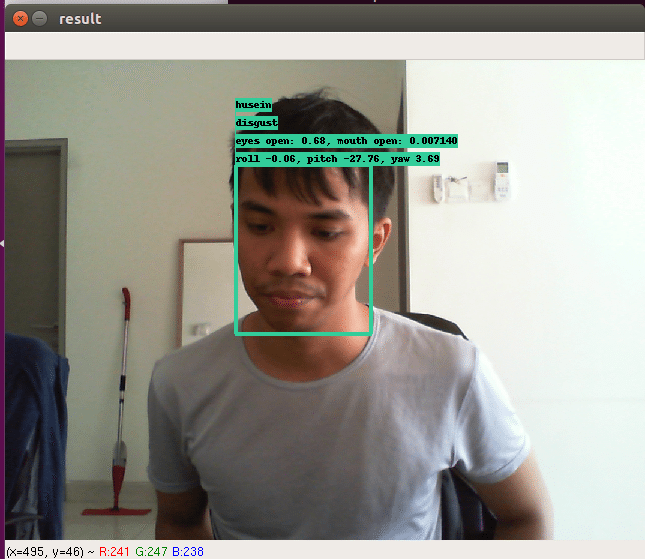 result
husein
disgust
eyes open: 0.68, mouth open: 0.007140
roll -0.06, pitch -27.76, yaw 3.69
(x=495, y=46) ~ R:241 G:247 B:238